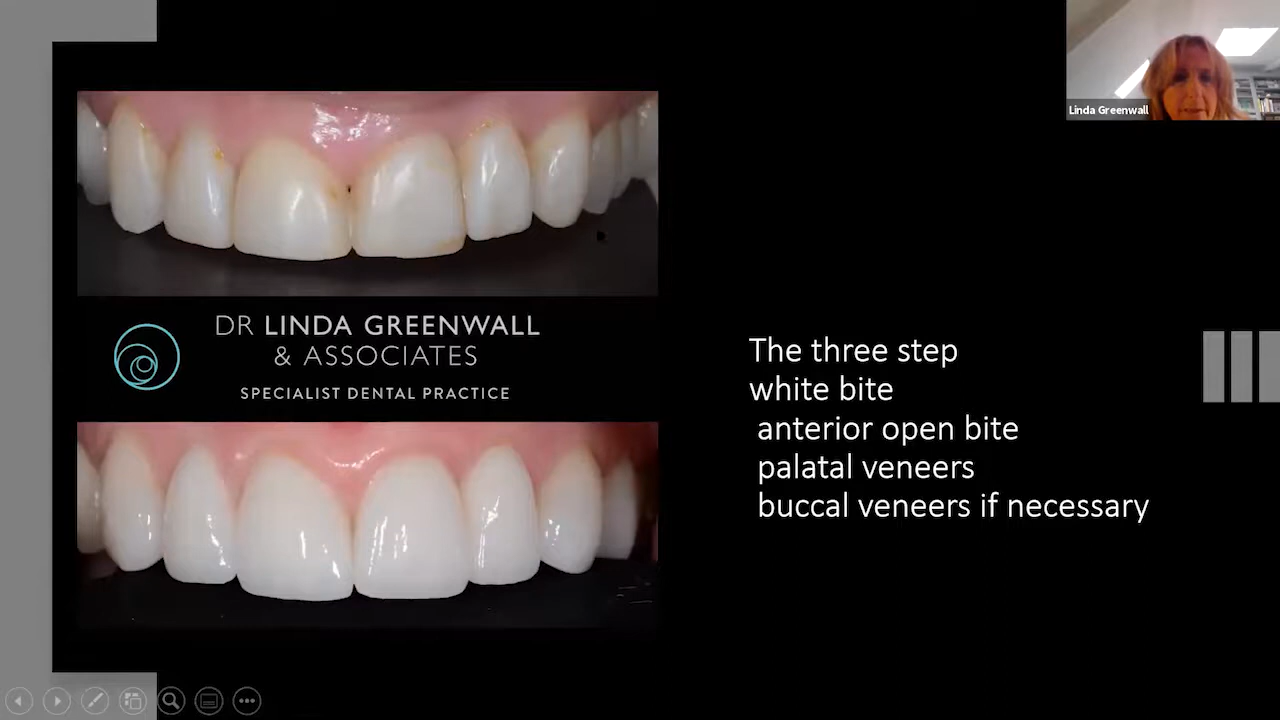 Linda Greenwall
DR LINDA GREENWALL
& ASSOCIATES
SPECIALIST DENTAL PRACTICE
The three step
white bite
anterior open bite
palatal veneers
buccal veneers if necessary